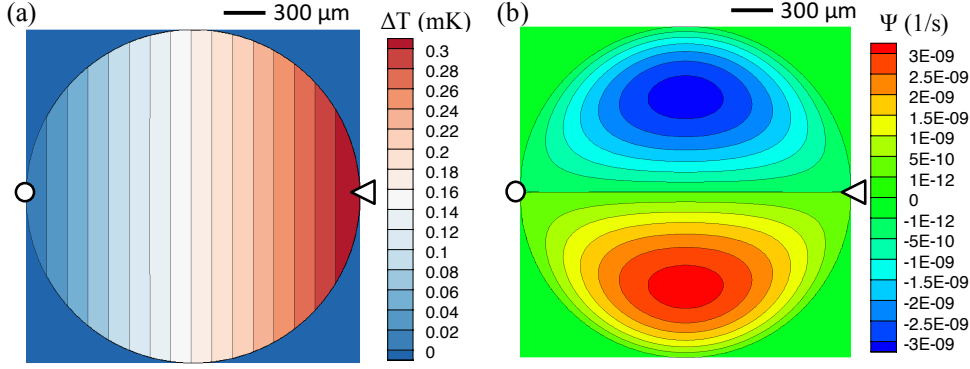 (a)
300 µm
ΔT (mK)
0.3
0.28
0.26
0.24
0.22
0.2
0.18
0.16
0.14
0.12
0.1
0.08
0.06
0.04
0.02
0
(b)
300 µm
Ψ (1/s)
3E-09
2.5E-09
2E-09
1.5E-09
1E-09
5E-10
1E-12
0
-1E-12
-5E-10
-1E-09
-1.5E-09
-2E-09
-2.5E-09
-3E-09